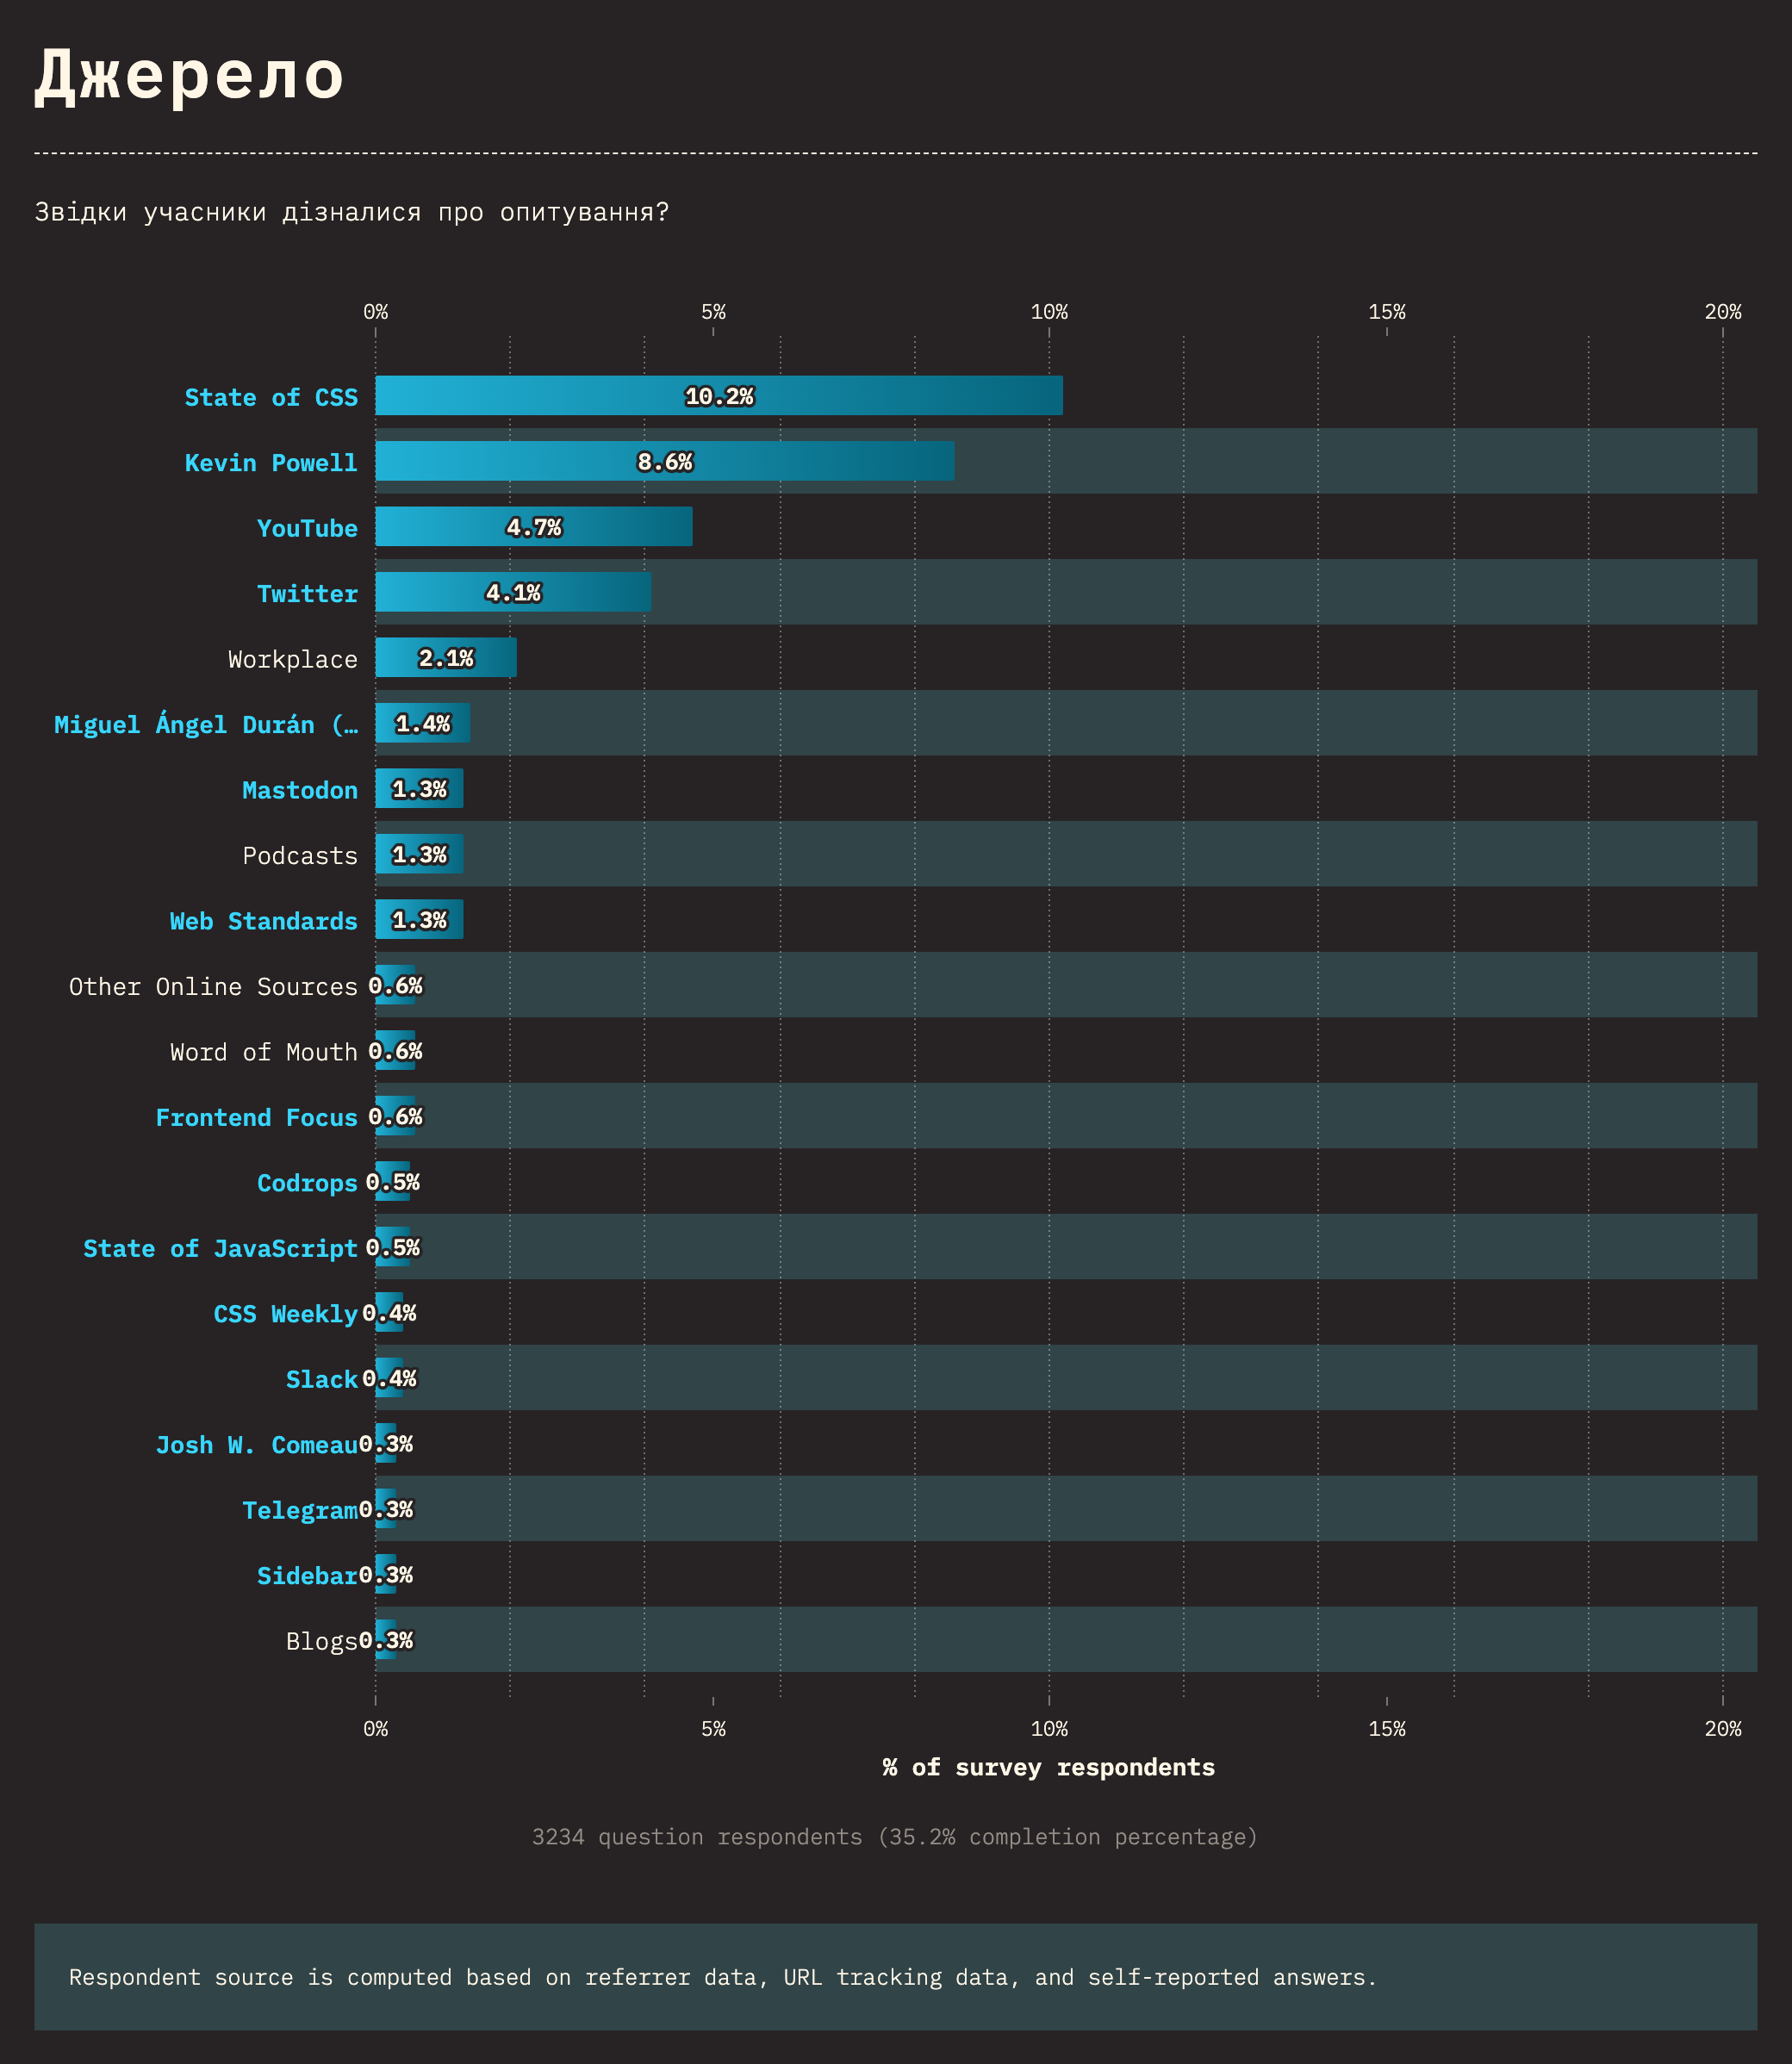 Джерело
Звідки учасники дізналися про опитування?
0% 5% 10% 15% 20%
State of CSS 10.2%
Kevin Powell 8.6%
YouTube 4.7%
Twitter 4.1%
Workplace 2.1%
Miguel Ángel Durán (… 1.4%
Mastodon 1.3%
Podcasts 1.3%
Web Standards 1.3%
Other Online Sources 0.6%
Word of Mouth 0.6%
Frontend Focus 0.6%
Codrops 0.5%
State of JavaScript 0.5%
CSS Weekly 0.4%
Slack 0.4%
Josh W. Comeau 0.3%
Telegram 0.3%
Sidebar 0.3%
Blogs 0.3%
0% 5% 10% 15% 20%
% of survey respondents
3234 question respondents (35.2% completion percentage)
Respondent source is computed based on referrer data, URL tracking data, and self-reported answers.